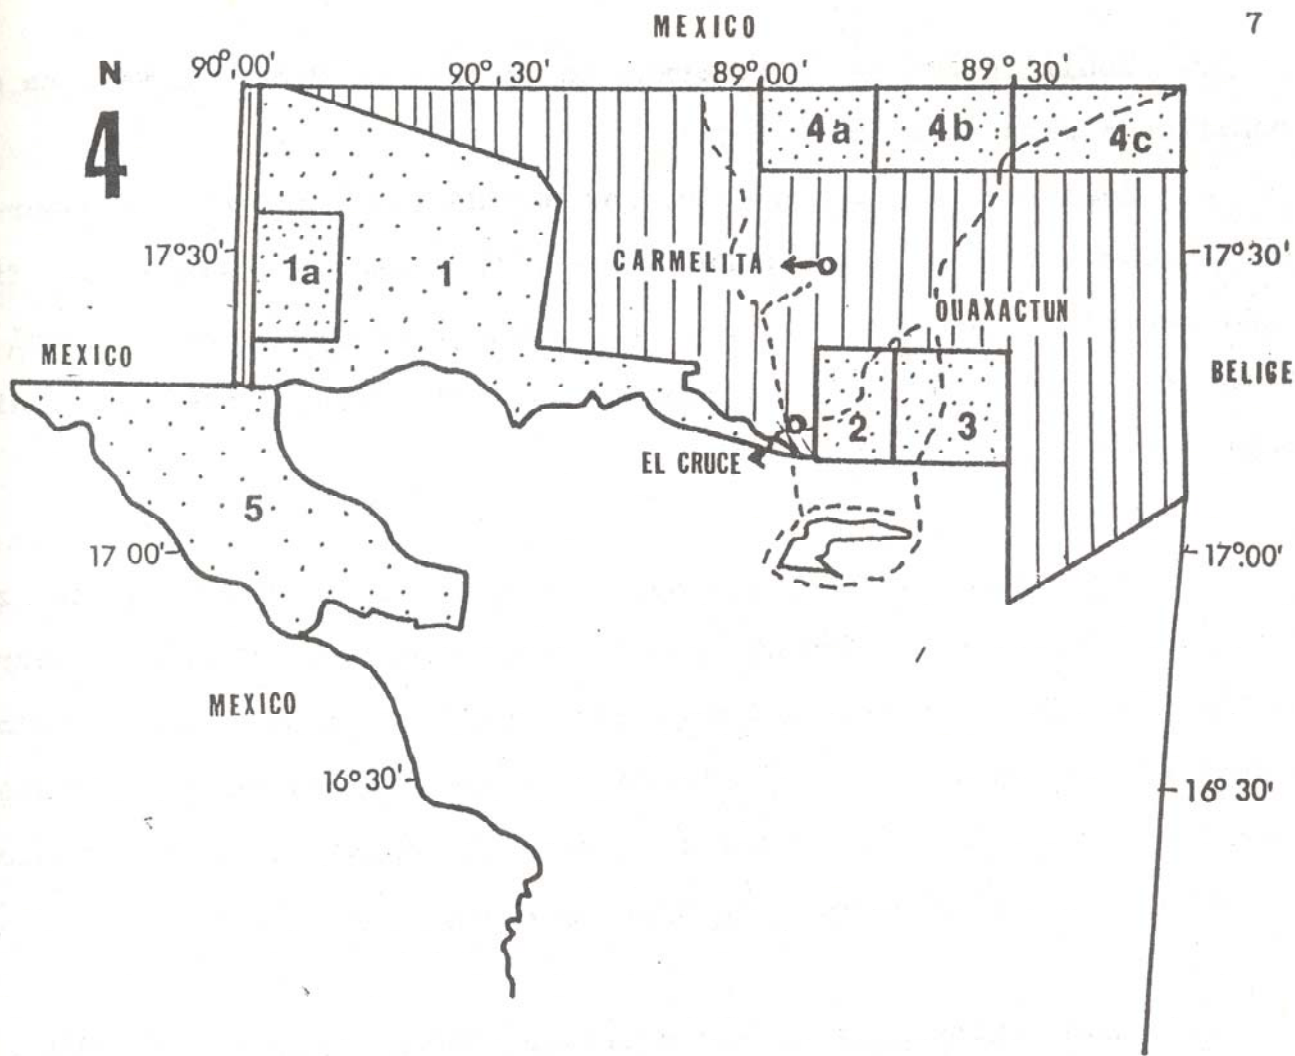 MEXICO
7
N
4
90°,00'
90°,30'
89°00'
89°30'
4a
4b
4c
17°30'
1a
1
CARMELITA
17°30'
OUAXACTUN
MEXICO
BELIGE
2
3
EL CRUCE
5
17 00'
17°00'
MEXICO
16°30'
16°30'